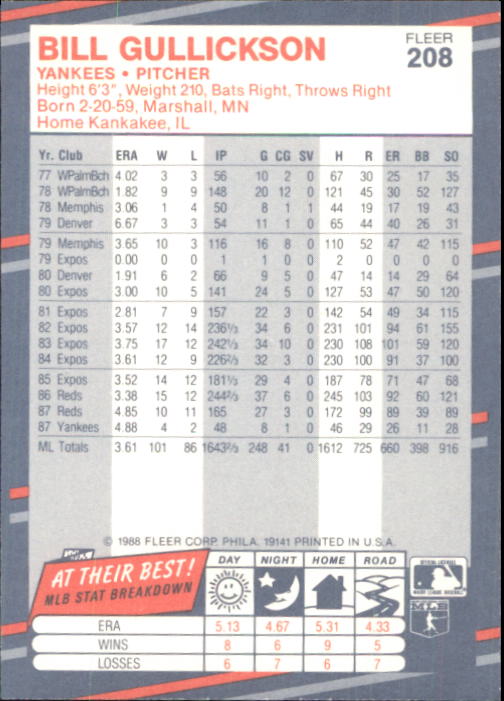 BILL GULLICKSON
FLEER
208
YANKEES • PITCHER
Height 6'3", Weight 210, Bats Right, Throws Right
Born 2-20-59, Marshall, MN
Home Kankakee, IL
Yr. Club ERA W L IP G CG SV H R ER BB SO
77 WPalmBch 4.02 3 3 56 10 2 0 67 30 25 17 35
78 WPalmBch 1.82 9 9 148 20 12 0 121 45 30 52 127
78 Memphis 3.06 1 4 50 8 1 1 44 19 17 19 43
79 Denver 6.67 3 3 54 11 1 0 65 44 40 26 31
79 Memphis 3.65 10 3 116 16 8 0 110 52 47 42 115
79 Expos 0.00 0 0 1 1 0 0 2 0 0 0 0
80 Denver 1.91 6 2 66 9 5 0 47 14 14 29 64
80 Expos 3.00 10 5 141 24 5 0 127 53 47 50 120
81 Expos 2.81 7 9 157 22 3 0 142 54 49 34 115
82 Expos 3.57 12 14 236 1/3 34 6 0 231 101 94 61 155
83 Expos 3.75 17 12 242 1/3 34 10 0 230 108 101 59 120
84 Expos 3.61 12 9 226 2/3 32 3 0 230 100 91 37 100
85 Expos 3.52 14 12 181 1/3 29 4 0 187 78 71 47 68
86 Reds 3.38 15 12 244 2/3 37 6 0 245 103 92 60 121
87 Reds 4.85 10 11 165 27 3 0 172 99 89 39 89
87 Yankees 4.88 4 2 48 8 1 0 46 29 26 11 28
ML Totals 3.61 101 86 1643 2/3 248 41 0 1612 725 660 398 916
© 1988 FLEER CORP. PHILA. 19141 PRINTED IN U.S.A.
AT THEIR BEST!
MLB STAT BREAKDOWN
DAY NIGHT HOME ROAD
ERA 5.13 4.67 5.31 4.33
WINS 8 6 9 5
LOSSES 6 7 6 7
MLB